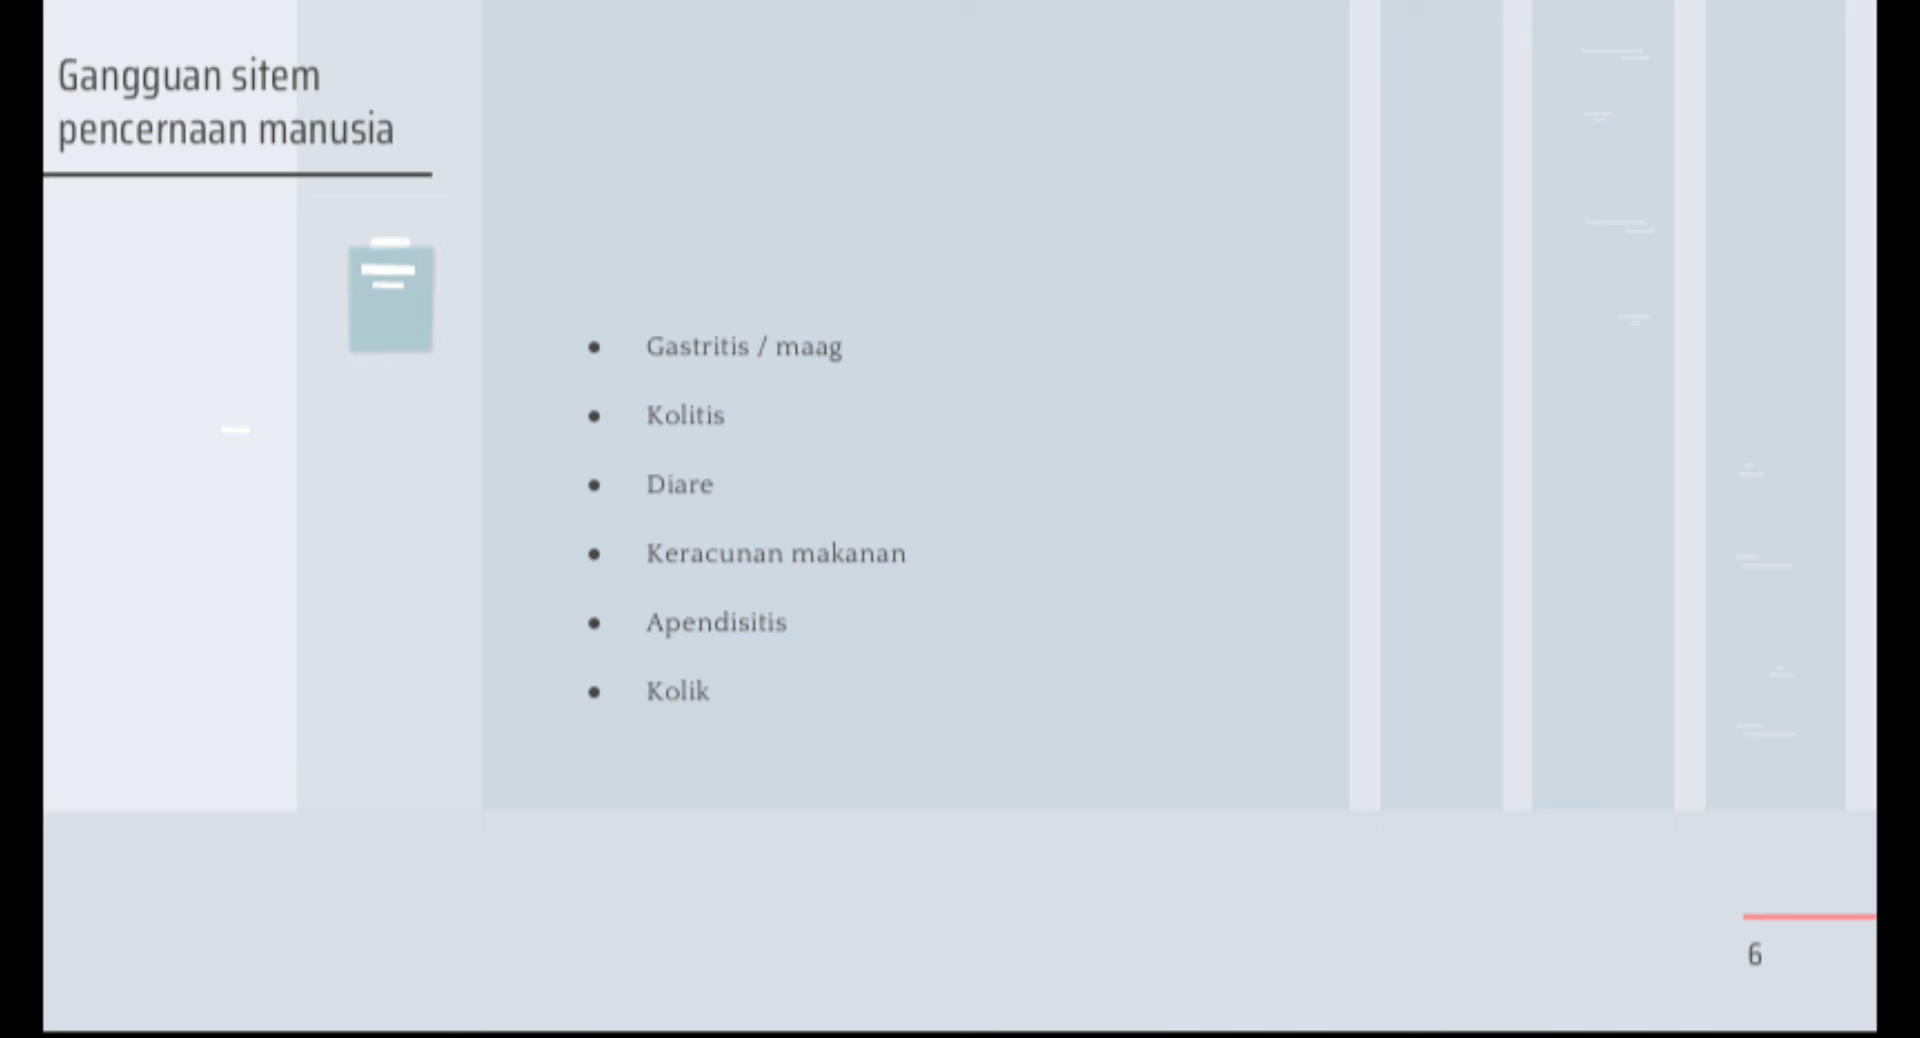 Gangguan sitem
pencernaan manusia
● Gastritis / maag
● Kolitis
● Diare
● Keracunan makanan
● Apendisitis
● Kolik
6